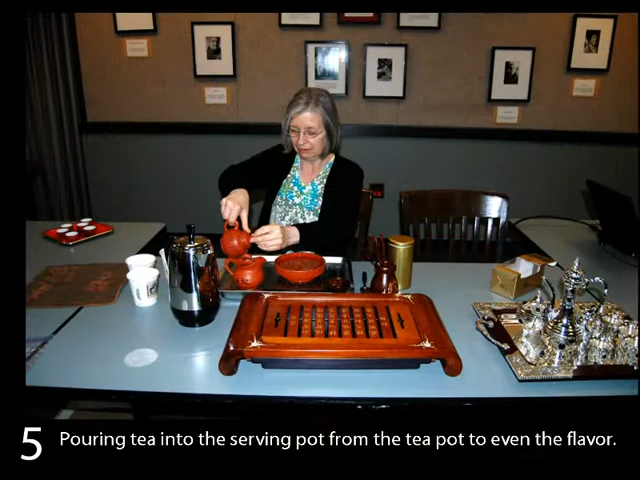 5 Pouring tea into the serving pot from the tea pot to even the flavor.